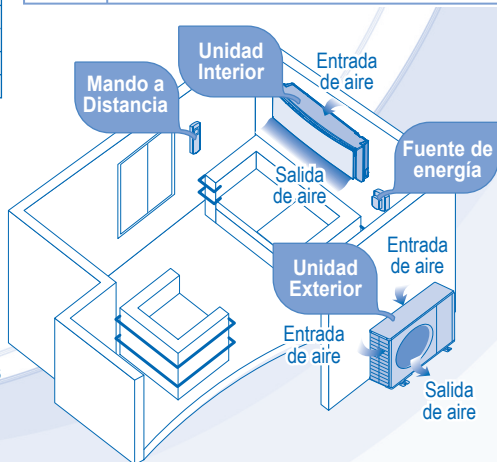 Unidad
Interior
Entrada
de aire
Mando a
Distancia
Fuente de
energía
Salida
de aire
Entrada
de aire
Unidad
Exterior
Entrada
de aire
Salida
de aire